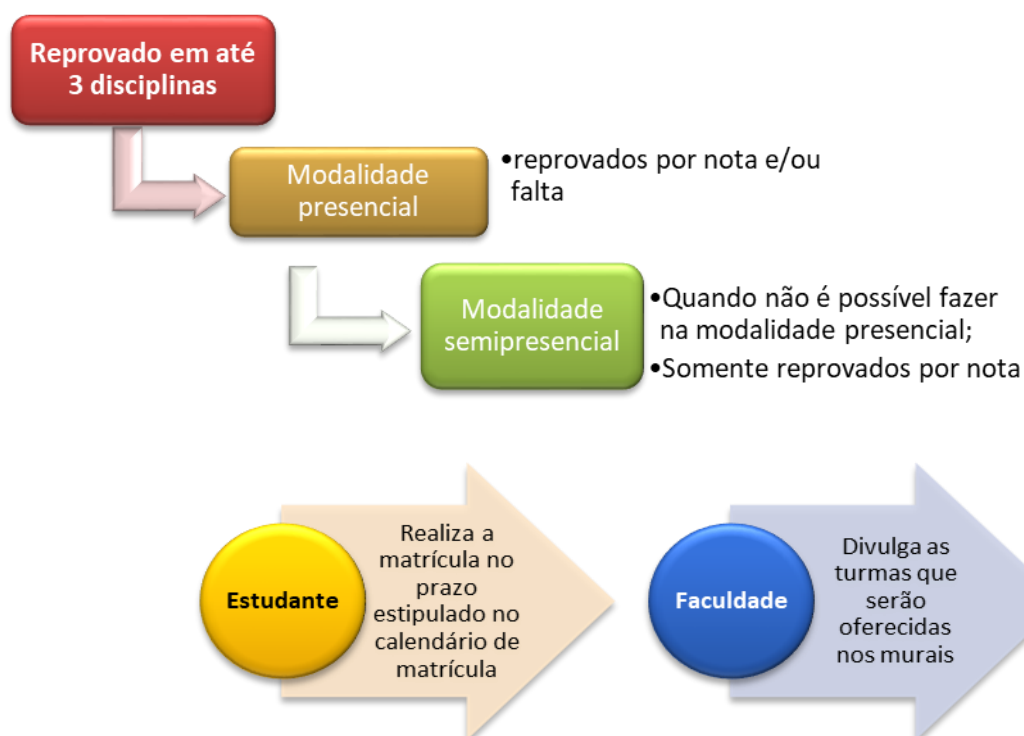 Reprovado em até
3 disciplinas
Modalidade
presencial
•reprovados por nota e/ou
falta
Modalidade
semipresencial
•Quando não é possível fazer
na modalidade presencial;
•Somente reprovados por nota
Estudante
Realiza a
matrícula no
prazo
estipulado no
calendário de
matrícula
Faculdade
Divulga as
turmas que
serão
oferecidas
nos murais